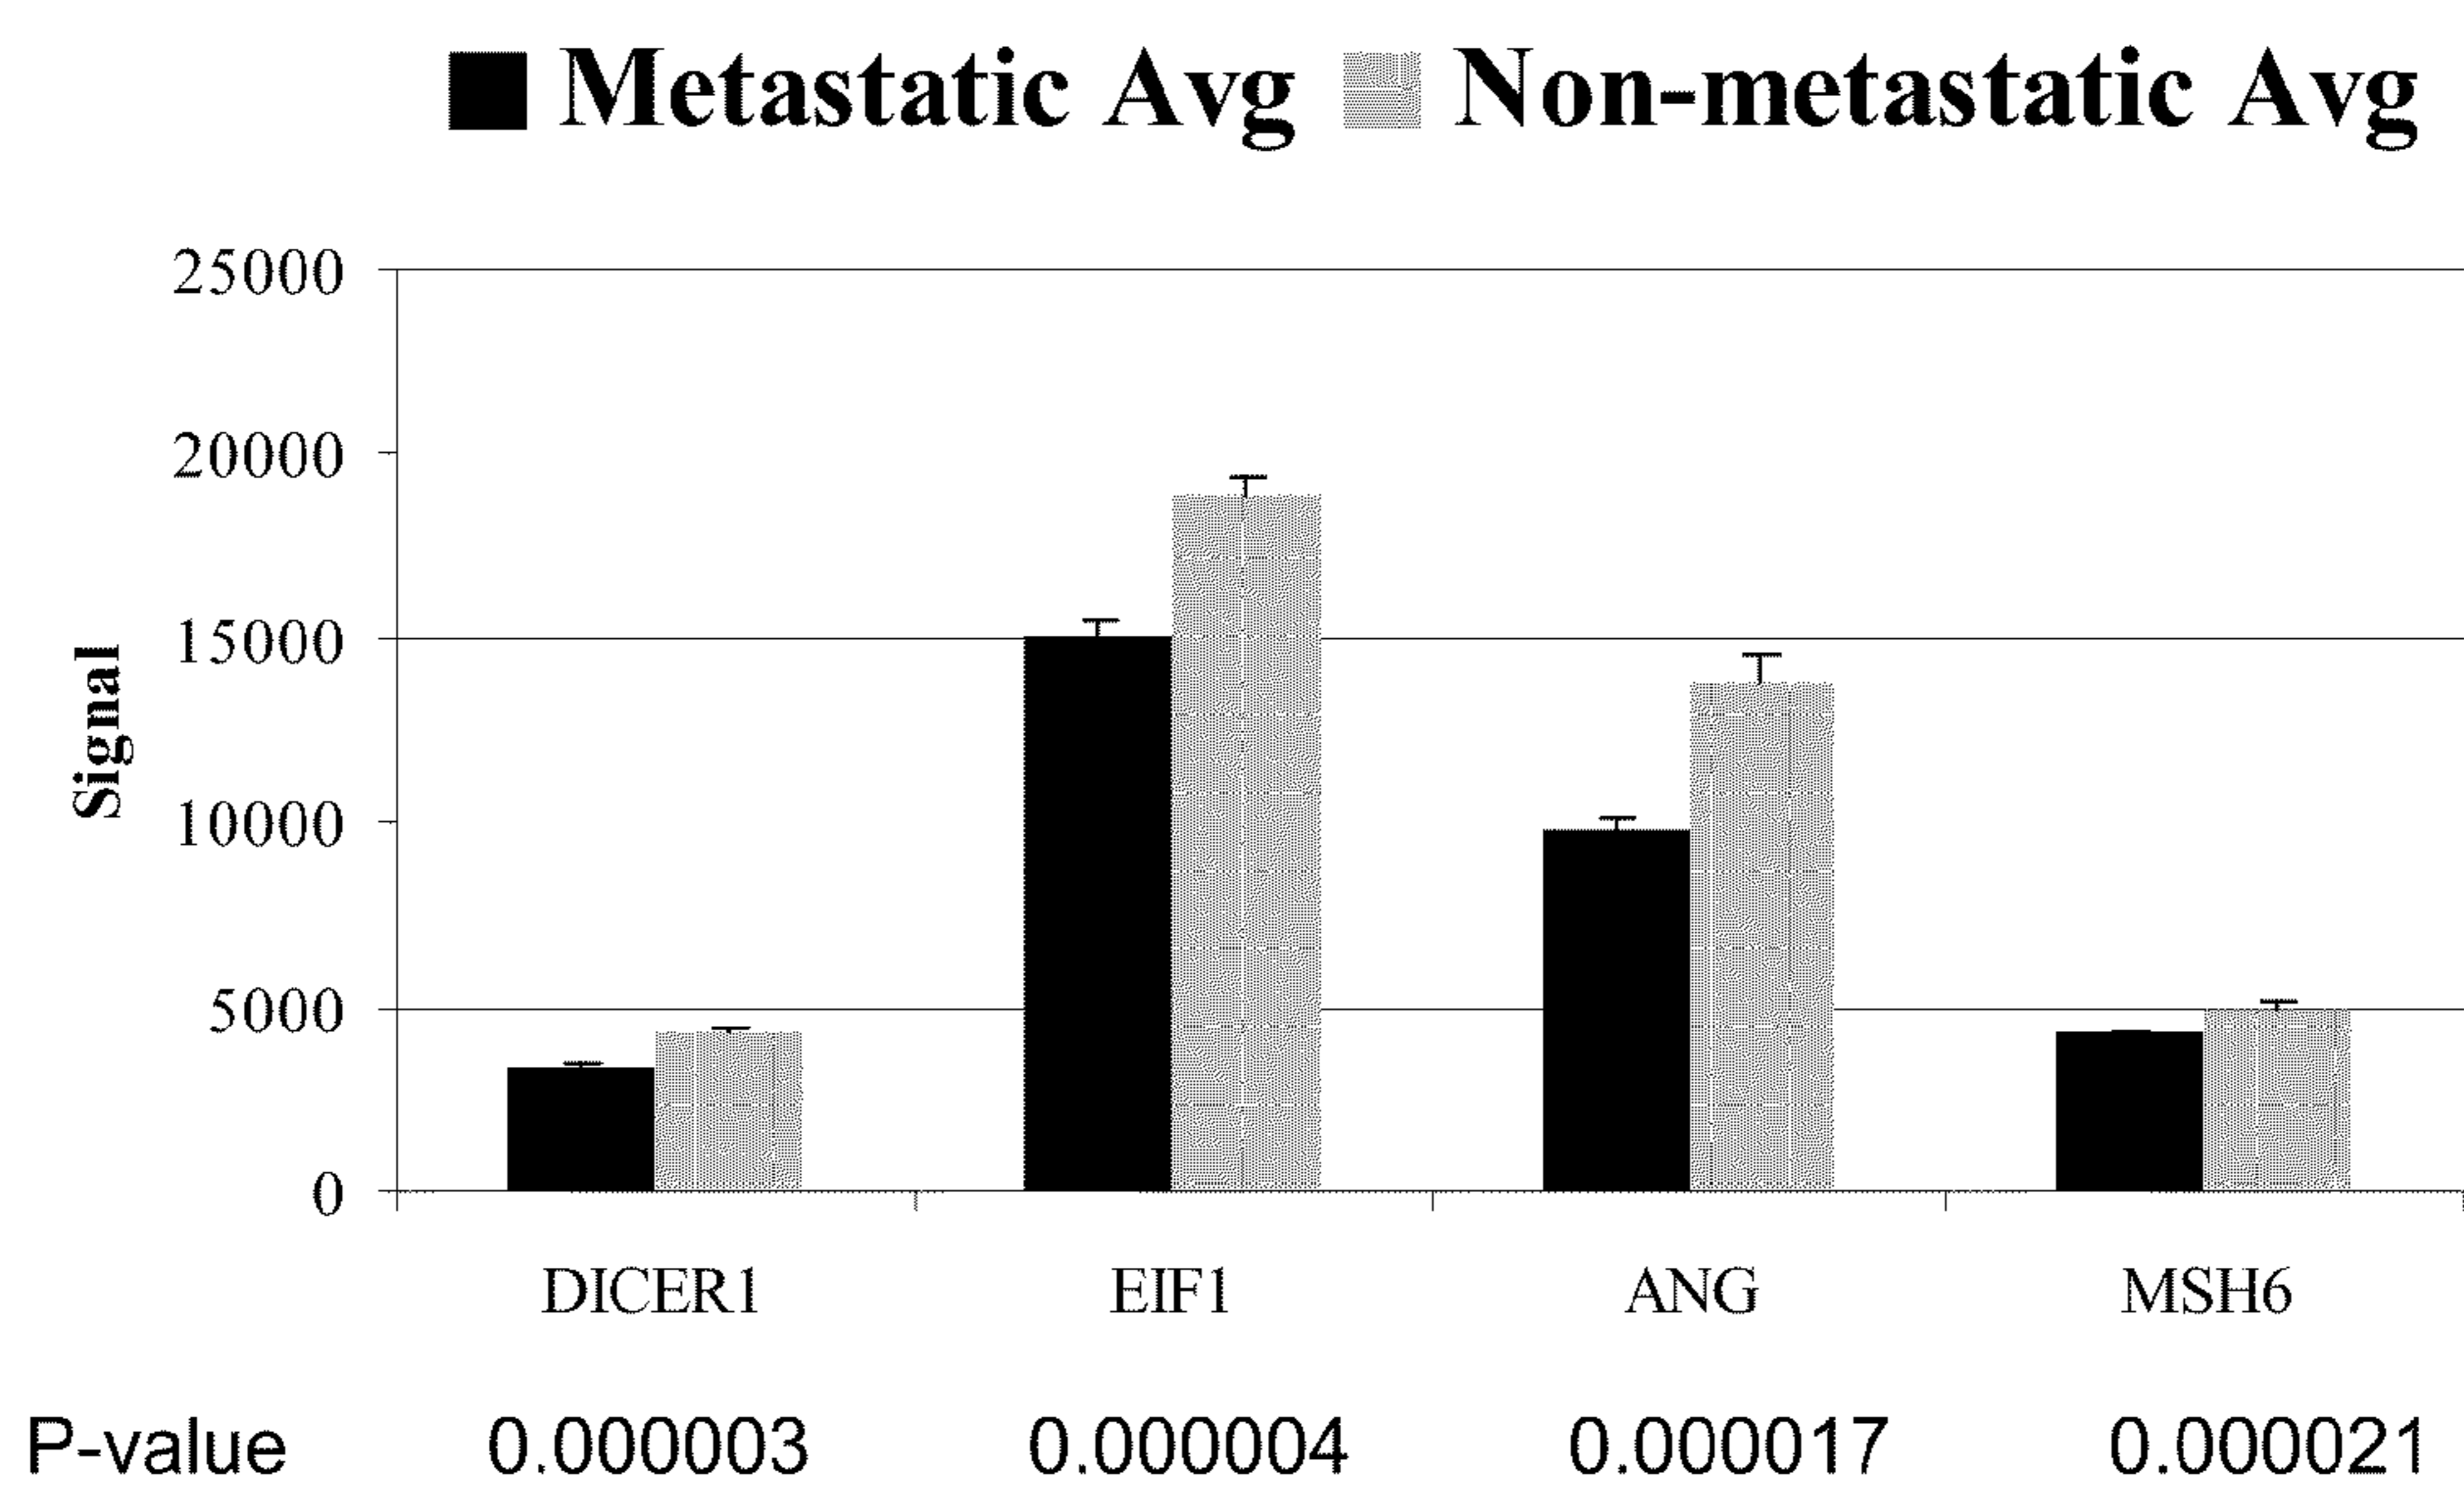 Metastatic Avg Non-metastatic Avg
25000
20000
15000
10000
5000
0
Signal
DICER1 EIF1 ANG MSH6
P-value 0.000003 0.000004 0.000017 0.000021